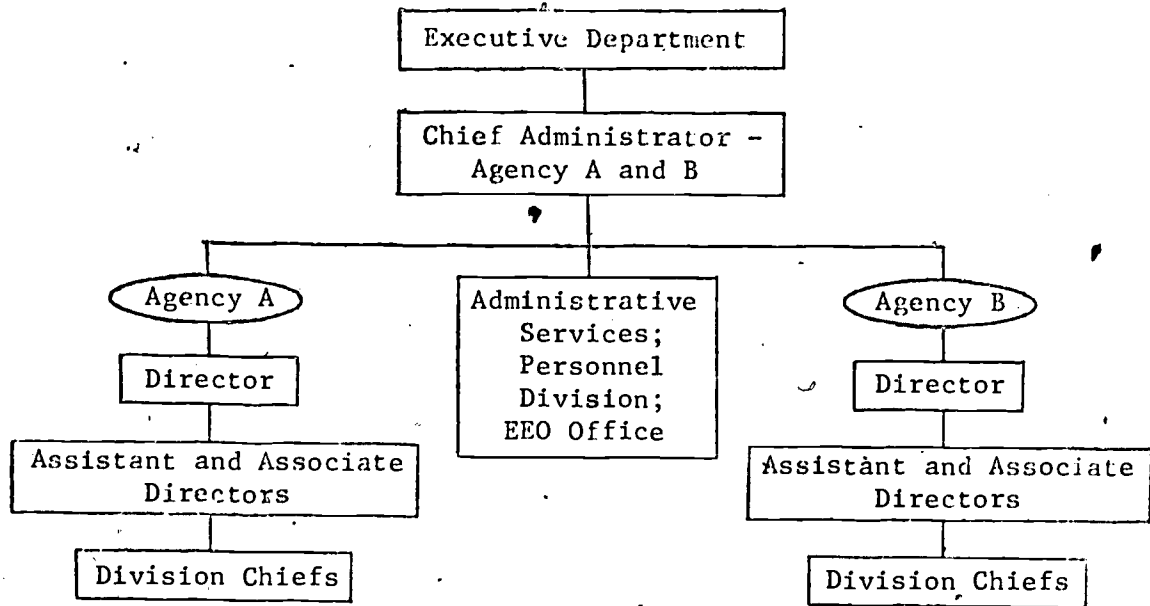 Executive Department
Chief Administrator -
Agency A and B
Agency A
Director
Assistant and Associate
Directors
Division Chiefs
Administrative
Services;
Personnel
Division;
EEO Office
Agency B
Director
Assistant and Associate
Directors
Division Chiefs